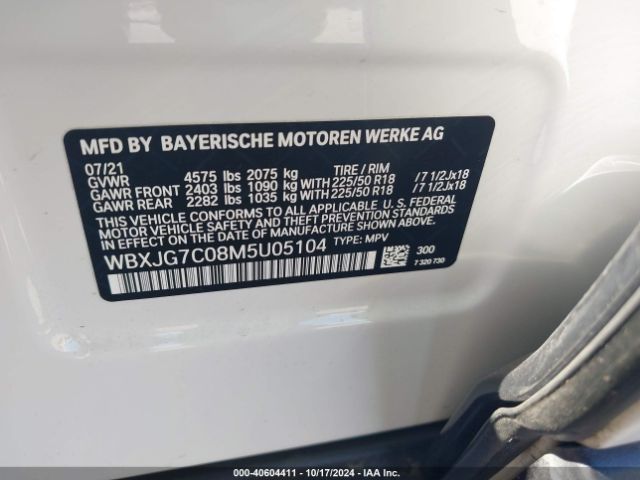 MFD BY BAYERISCHE MOTOREN WERKE AG
07/21
GVWR 4575 lbs 2075 kg TIRE / RIM
GAWR FRONT 2403 lbs 1090 kg WITH 225/50 R18 /7 1/2Jx18
GAWR REAR 2282 lbs 1035 kg WITH 225/50 R18 /7 1/2Jx18
THIS VEHICLE CONFORMS TO ALL APPLICABLE U. S. FEDERAL
MOTOR VEHICLE SAFETY, BUMPER, AND THEFT PREVENTION
STANDARDS IN EFFECT ON THE DATE OF MANUFACTURE SHOWN ABOVE.
WBXJG7C08M5U05104 TYPE: MPV
300
7 320 730
000-40604411 - 10/17/2024 - IAA Inc.